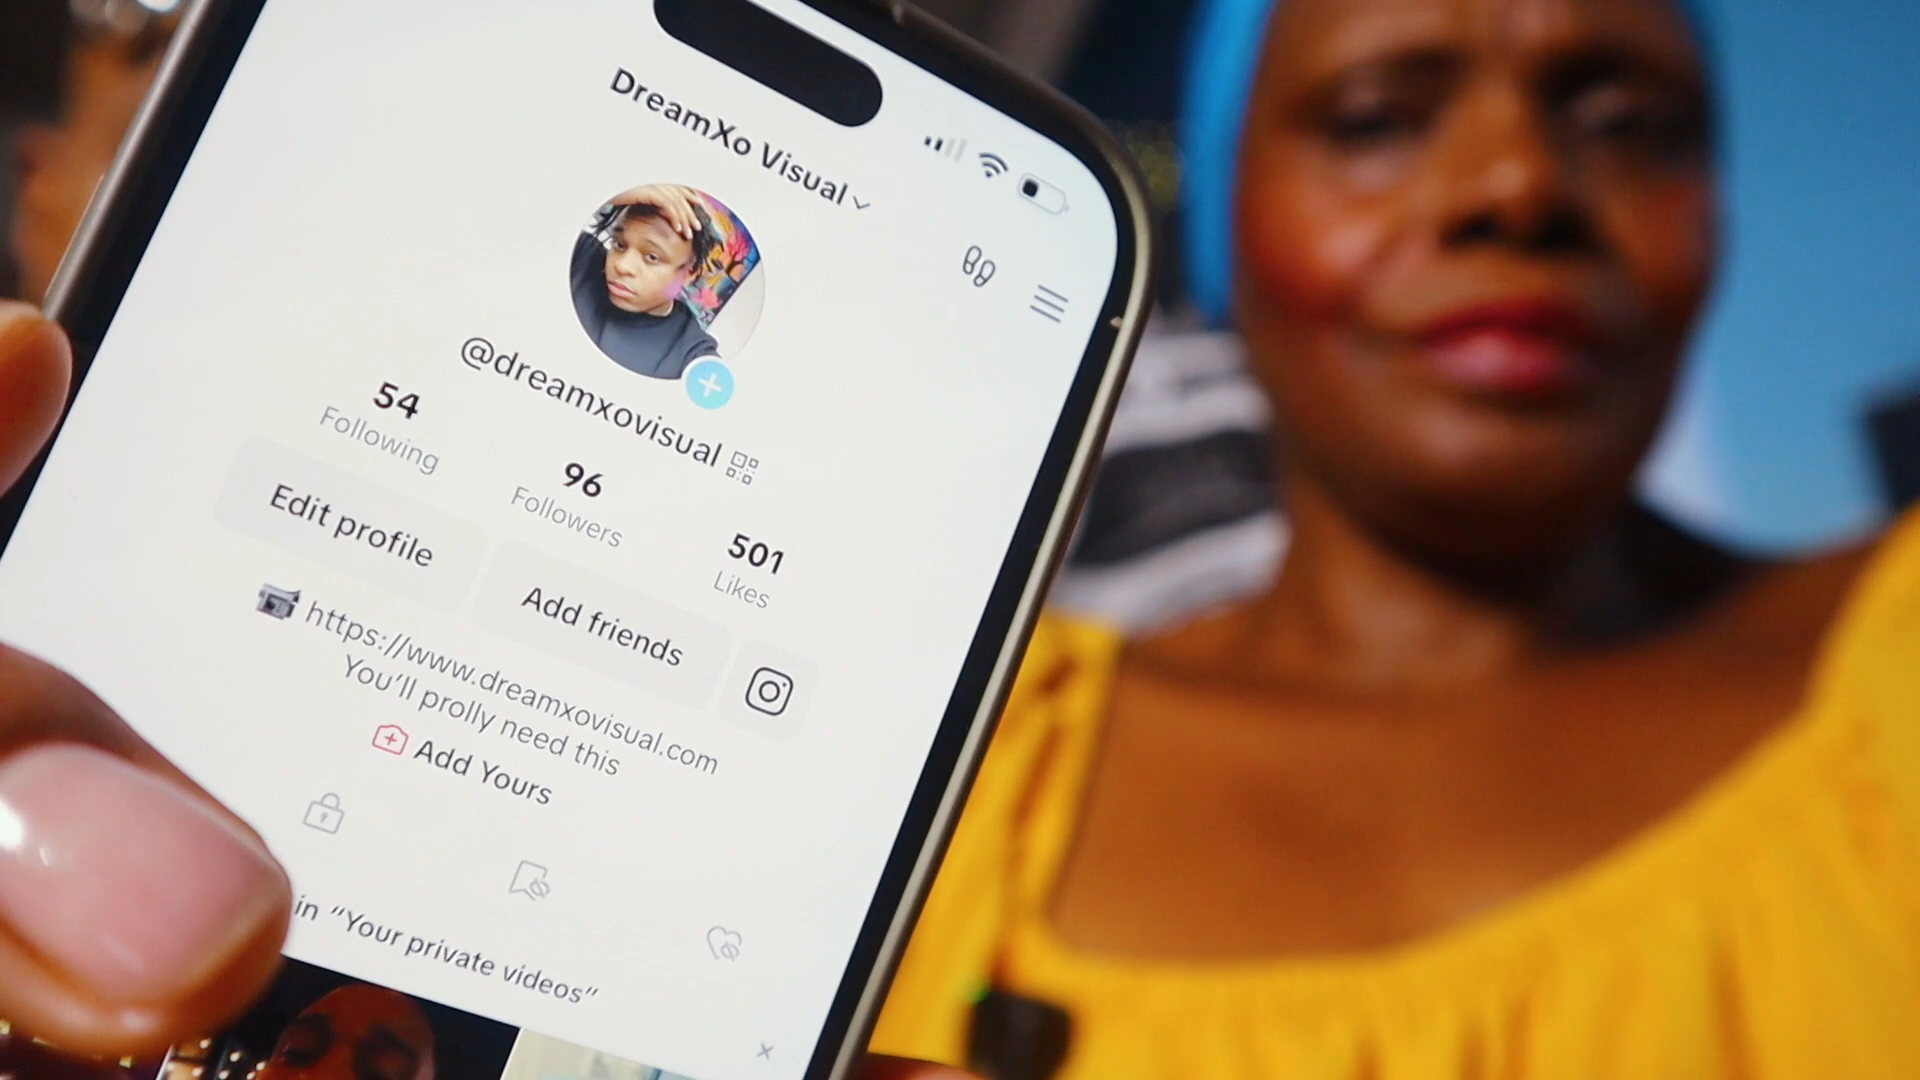 DreamXo Visual
@dreamxovisual
54
Following
96
Followers
501
Likes
Edit profile
Add friends
https://www.dreamxovisual.com
You'll prolly need this
Add Yours
in "Your private videos"